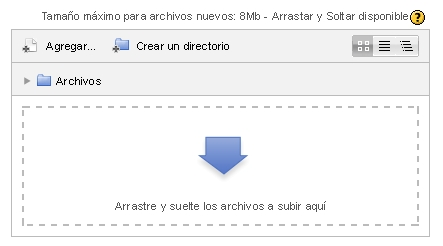 Tamaño máximo para archivos nuevos: 8Mb - Arrastar y Soltar disponible ?
Agregar... Crear un directorio
Archivos
Arrastre y suelte los archivos a subir aquí